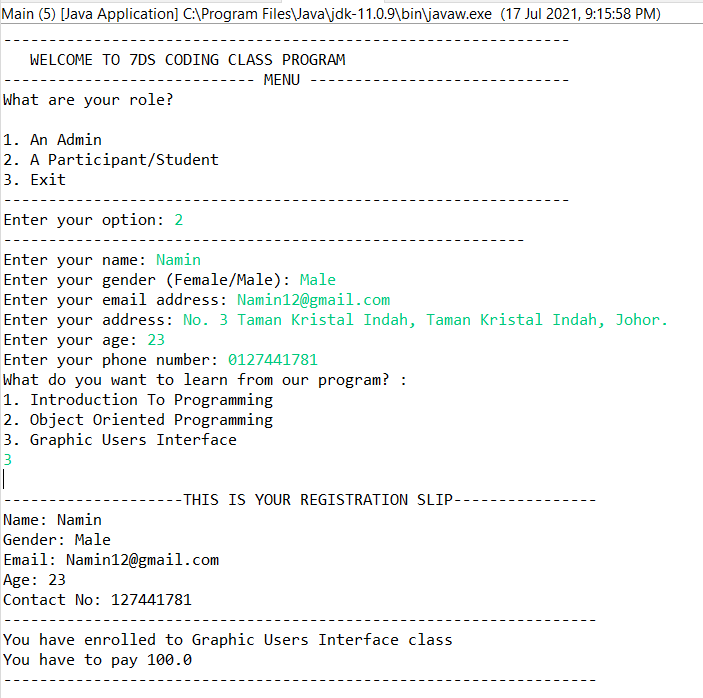 Main (5) [Java Application] C:\Program Files\Java\jdk-11.0.9\bin\javaw.exe (17 Jul 2021, 9:15:58 PM)
---------------------------------------------------------------
   WELCOME TO 7DS CODING CLASS PROGRAM
---------------------------- MENU -----------------------------
What are your role?

1. An Admin
2. A Participant/Student
3. Exit
---------------------------------------------------------------
Enter your option: 2
----------------------------------------------------------
Enter your name: Namin
Enter your gender (Female/Male): Male
Enter your email address: Namin12@gmail.com
Enter your address: No. 3 Taman Kristal Indah, Taman Kristal Indah, Johor.
Enter your age: 23
Enter your phone number: 0127441781
What do you want to learn from our program? :
1. Introduction To Programming
2. Object Oriented Programming
3. Graphic Users Interface
3

--------------------THIS IS YOUR REGISTRATION SLIP----------------
Name: Namin
Gender: Male
Email: Namin12@gmail.com
Age: 23
Contact No: 127441781
------------------------------------------------------------------
You have enrolled to Graphic Users Interface class
You have to pay 100.0
------------------------------------------------------------------